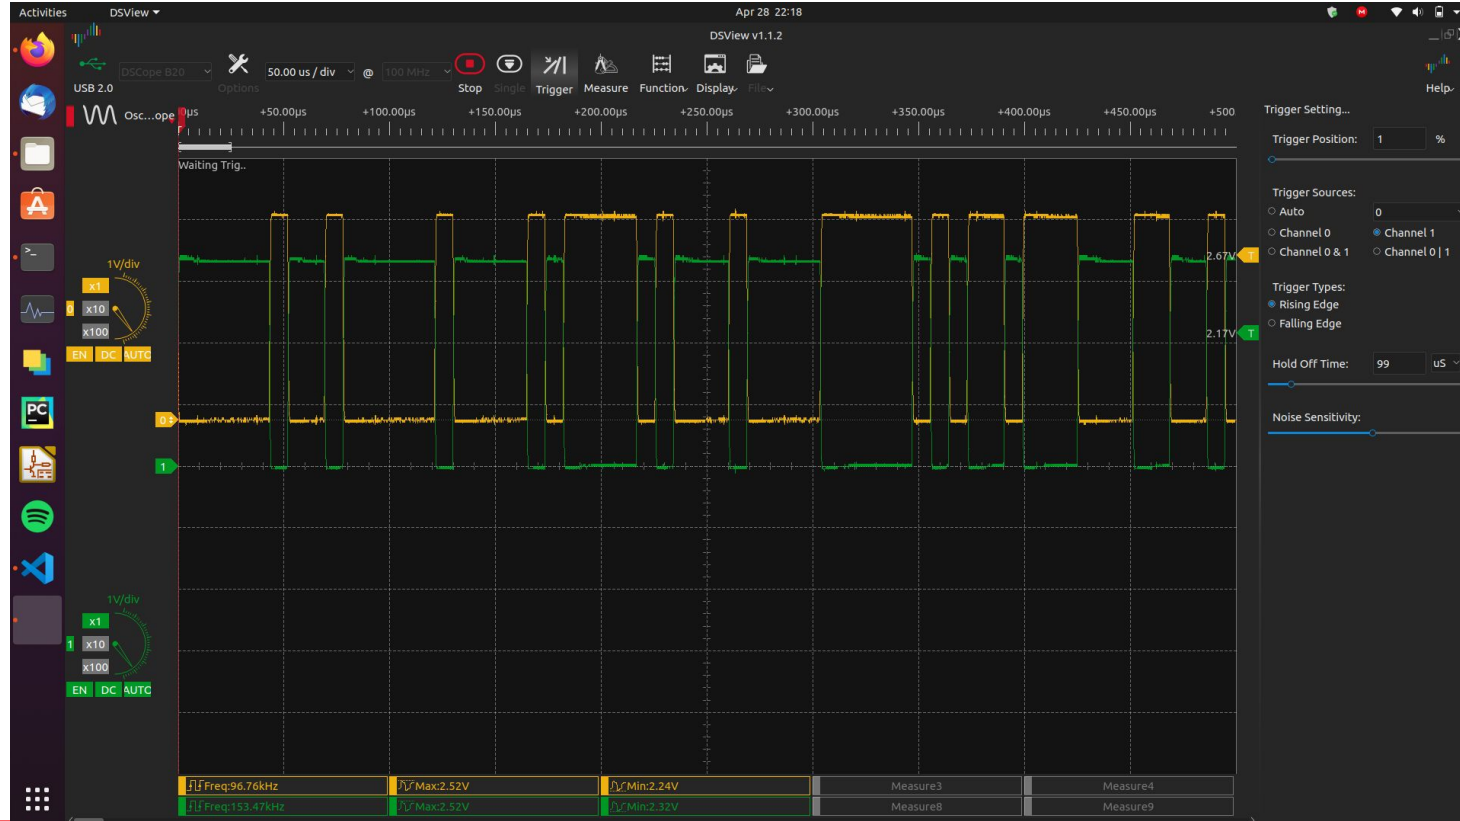 Activities DSView Apr 28 22:18
DSView v1.1.2
DSCope B20 50.00 us / div @ 100 MHz
USB 2.0 Options Stop Single Trigger Measure Function Display File Help
Osc...ope 0µs +50.00µs +100.00µs +150.00µs +200.00µs +250.00µs +300.00µs +350.00µs +400.00µs +450.00µs +500
Waiting Trig..
Trigger Setting...
Trigger Position: 1 %
Trigger Sources:
Auto 0
Channel 0 Channel 1
Channel 0 & 1 Channel 0 | 1
Trigger Types:
Rising Edge
Falling Edge
Hold Off Time: 99 uS
Noise Sensitivity:
2.67V T
2.17V T
1V/div
x1
0 x10
x100
EN DC AUTO
0
1
1V/div
x1
1 x10
x100
EN DC AUTO
PC
Freq:96.76kHz Max:2.52V Min:2.24V Measure3 Measure4
Freq:153.47kHz Max:2.52V Min:2.32V Measure8 Measure9